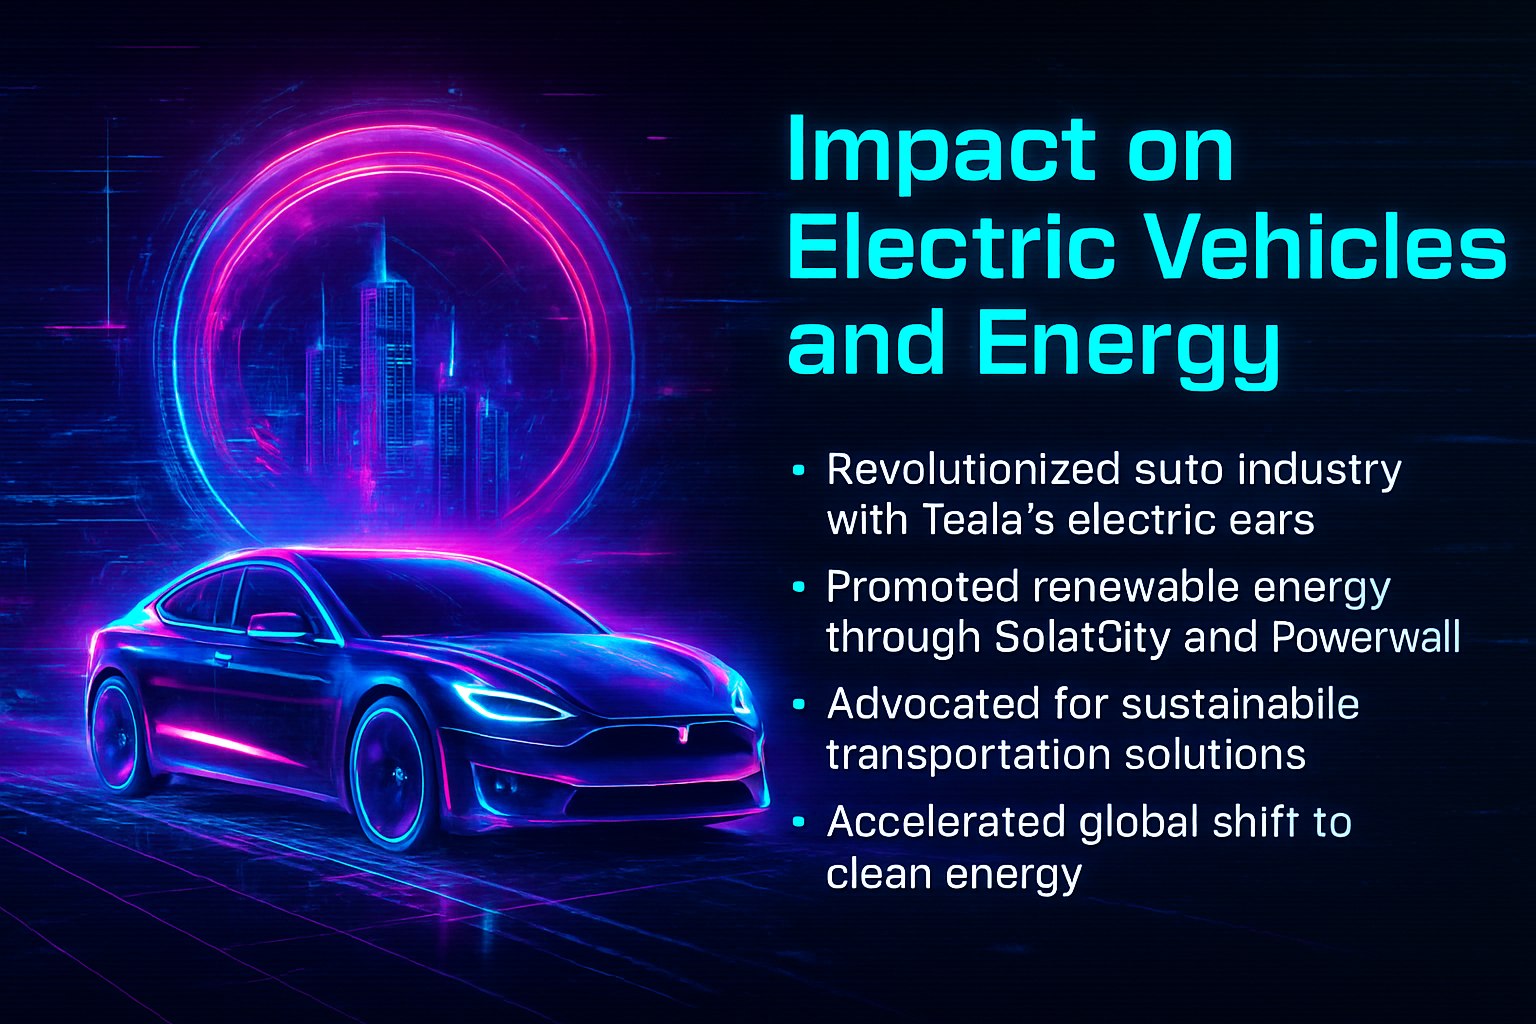 Impact on
Electric Vehicles
and Energy
• Revolutionized suto industry
with Teala’s electric ears
• Promoted renewable energy
through SolatCity and Powerwall
• Advocated for sustainabile
transportation solutions
• Accelerated global shift to
clean energy